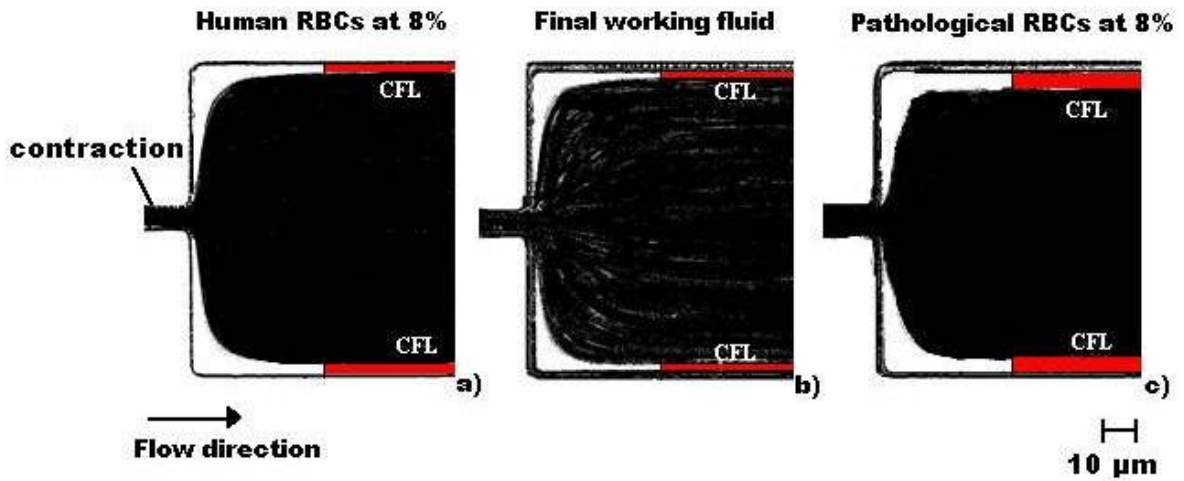 Human RBCs at 8%
Final working fluid
Pathological RBCs at 8%
CFL
CFL
CFL
contraction
CFL
CFL
CFL
a)
b)
c)
Flow direction
10 µm